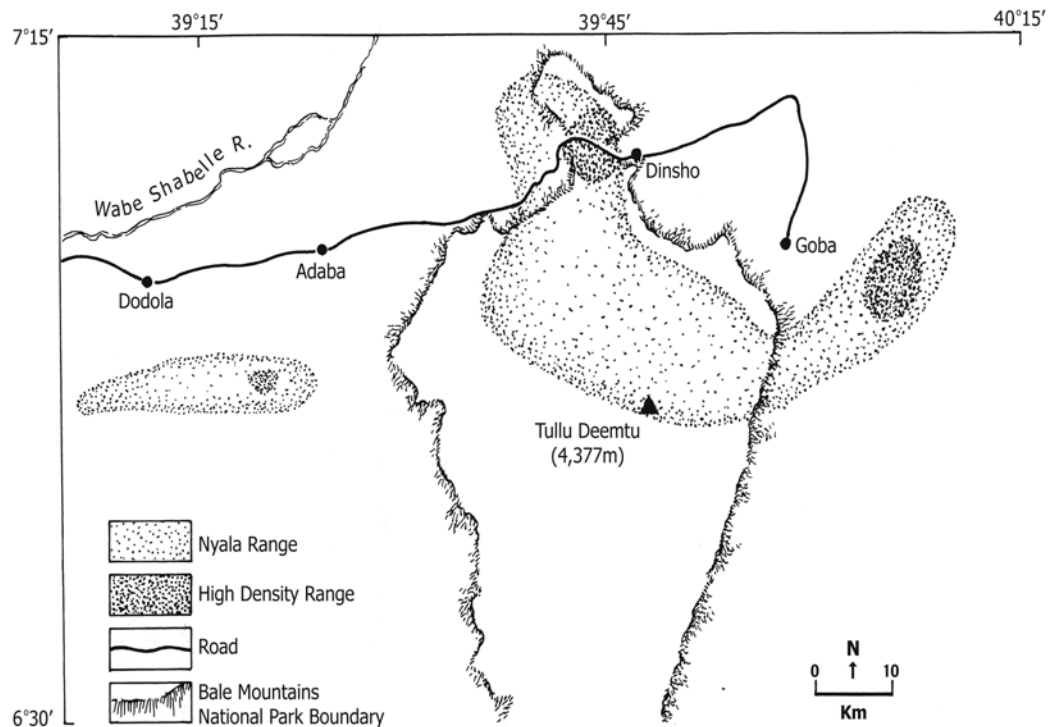 39°15'
39°45'
40°15'
7°15'
Wabe Shabelle R.
Dinsho
Goba
Adaba
Dodola
Tullu Deemtu
(4,377m)
Nyala Range
High Density Range
Road
Bale Mountains
National Park Boundary
N
0 10
Km
6°30'